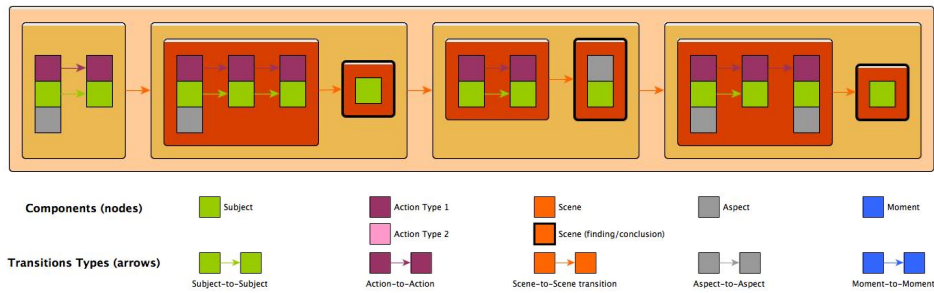 Components (nodes) Subject Action Type 1 Scene Aspect Moment
Action Type 2 Scene (finding/conclusion)
Transitions Types (arrows)
Subject-to-Subject Action-to-Action Scene-to-Scene transition Aspect-to-Aspect Moment-to-Moment